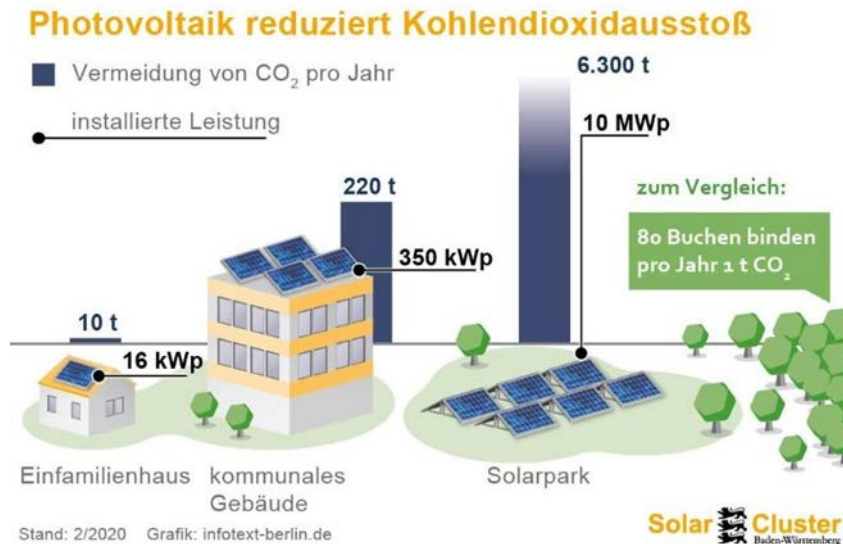 Photovoltaik reduziert Kohlendioxidausstoß
Vermeidung von CO₂ pro Jahr
installierte Leistung
6.300 t
10 MWp
220 t
350 kWp
10 t
16 kWp
zum Vergleich:
80 Buchen binden
pro Jahr 1 t CO₂
Einfamilienhaus
kommunales
Gebäude
Solarpark
Stand: 2/2020 Grafik: infotext-berlin.de
Solar Cluster
Baden-Württemberg